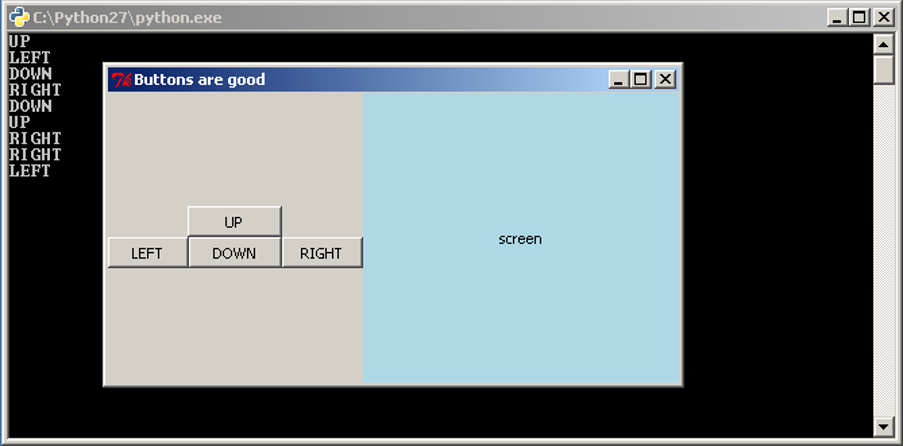 C:\Python27\python.exe
UP
LEFT
DOWN
RIGHT
DOWN
UP
RIGHT
RIGHT
LEFT
Buttons are good
UP
LEFT DOWN RIGHT
screen